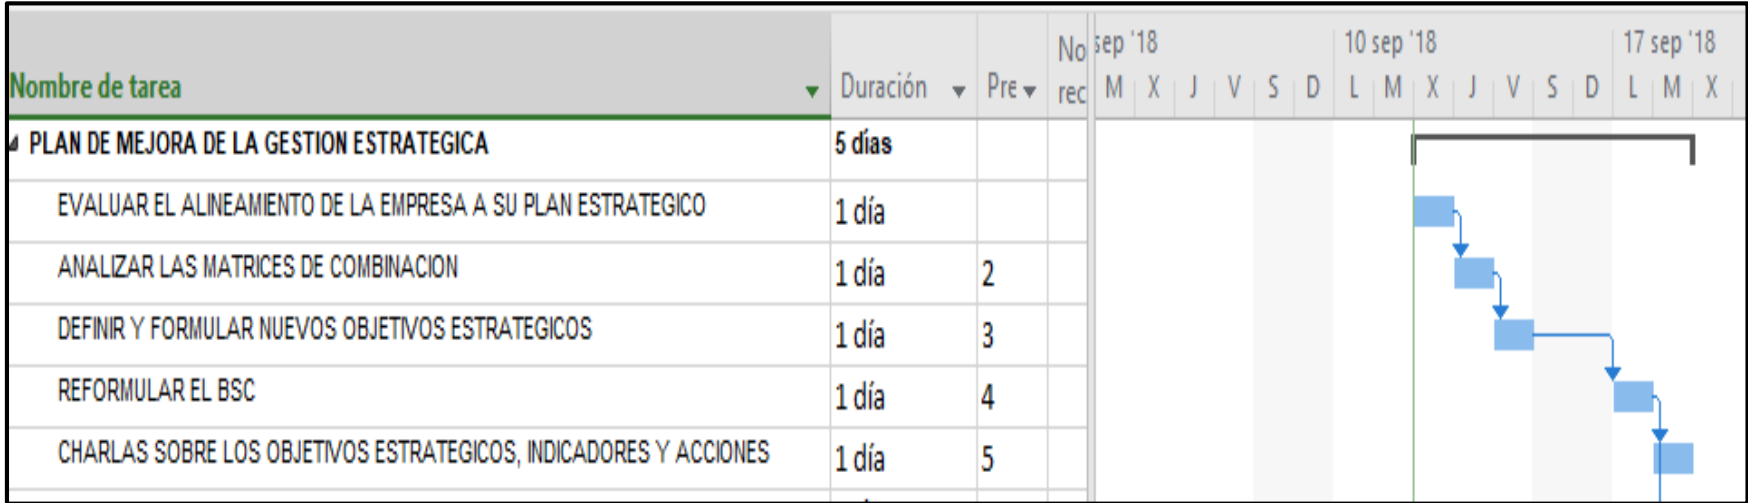 No sep '18 10 sep '18 17 sep '18
Nombre de tarea Duración Pre rec M X J V S D L M X J V S D L M X
PLAN DE MEJORA DE LA GESTION ESTRATEGICA 5 días
EVALUAR EL ALINEAMIENTO DE LA EMPRESA A SU PLAN ESTRATEGICO 1 día
ANALIZAR LAS MATRICES DE COMBINACION 1 día 2
DEFINIR Y FORMULAR NUEVOS OBJETIVOS ESTRATEGICOS 1 día 3
REFORMULAR EL BSC 1 día 4
CHARLAS SOBRE LOS OBJETIVOS ESTRATEGICOS, INDICADORES Y ACCIONES 1 día 5